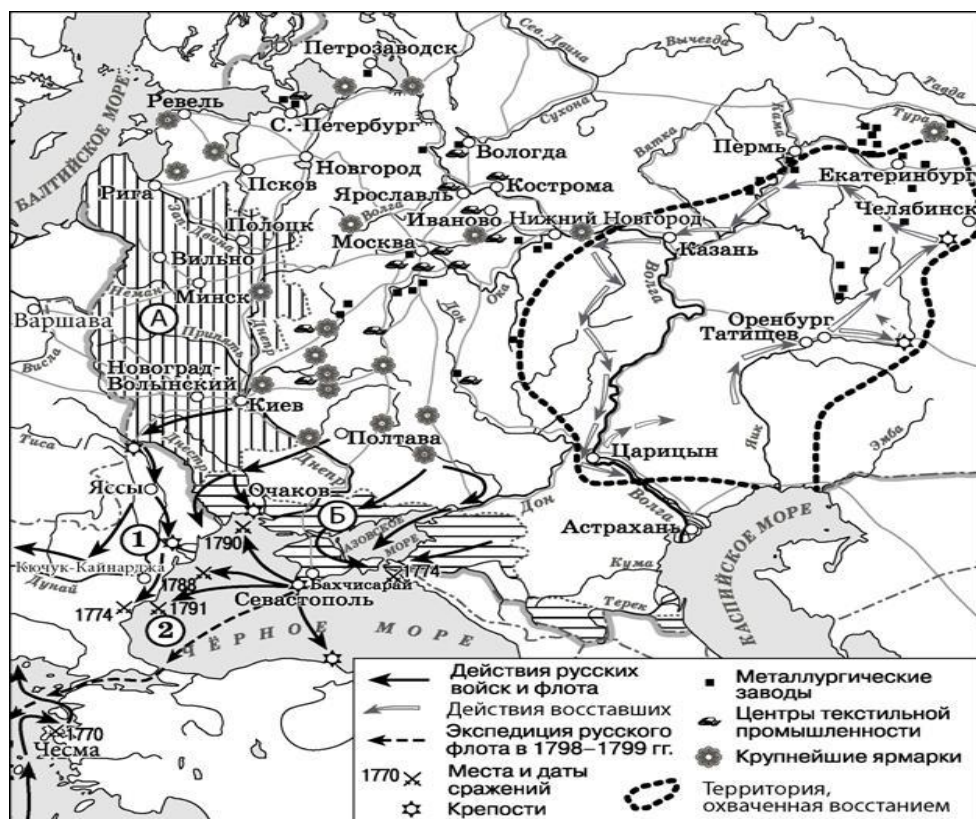 Петрозаводск
Сев. Двина
Вычегда
Тавда
БАЛТИЙСКОЕ МОРЕ
Ревель
С.-Петербург
Сухона
Вологда
Вятка
Кама
Пермь
Тура
Екатеринбург
Новгород
Псков
Рига
Ярославль
Кострома
Иваново
Нижний Новгород
Челябинск
Волга
Зап. Двина
Полоцк
Москва
Казань
Вильно
Неман
Минск
Ока
Волга
Варшава
А
Днепр
Дон
Оренбург
Татищев
Висла
Припять
Новоград-
Волынский
Киев
Полтава
Яик
Эмба
Тиса
Днестр
Днепр
Царицын
Яссы
Очаков
Б
Дон
Волга
Астрахань
1
1790
АЗОВСКОЕ
МОРЕ
1774
Кума
КАСПИЙСКОЕ МОРЕ
Кючук-Кайнарджа
Дунай
1788
Бахчисарай
Севастополь
Терек
1774
1791
2
ЧЁРНОЕ МОРЕ
1770
Чесма
Действия русских
войск и флота
Действия восставших
Экспедиция русского
флота в 1798–1799 гг.
1770
Места и даты
сражений
Крепости
Металлургические
заводы
Центры текстильной
промышленности
Крупнейшие ярмарки
Территория,
охваченная восстанием